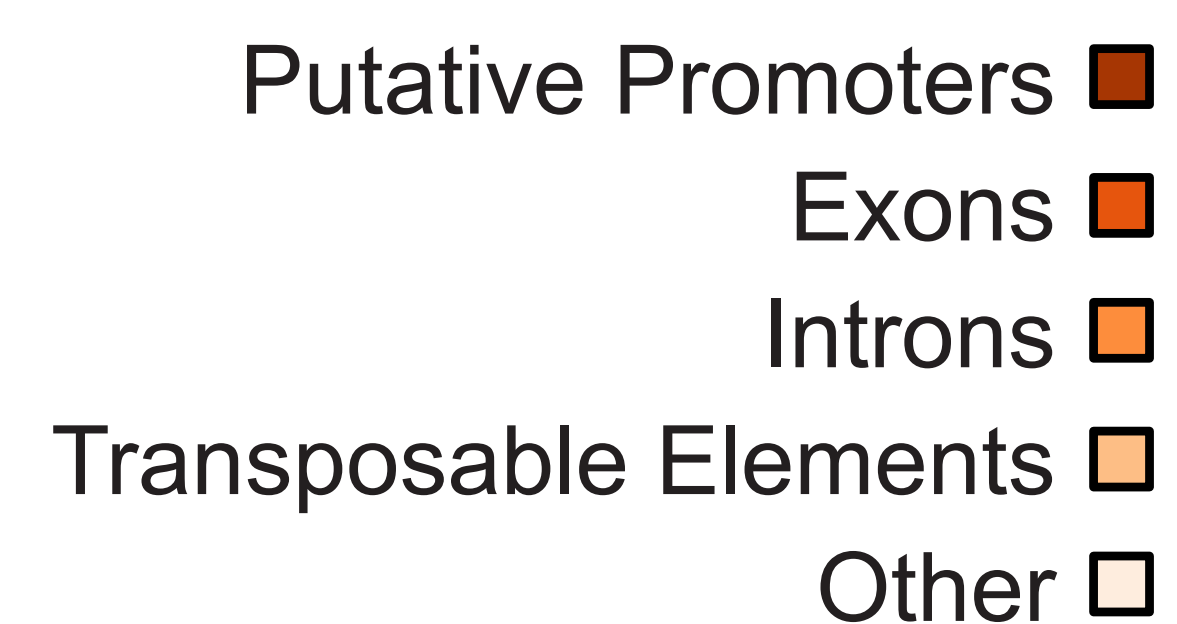 Putative Promoters
Exons
Introns
Transposable Elements
Other